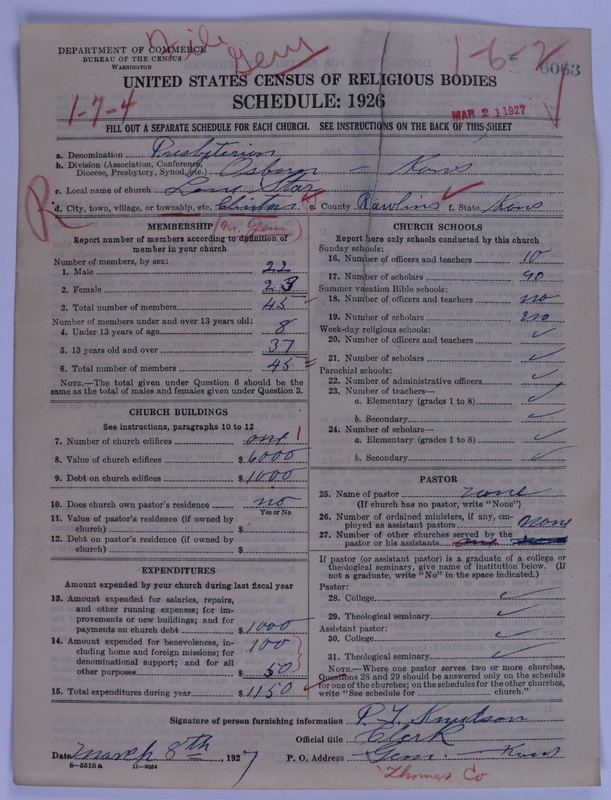 File Gem
1-6-2
6063
DEPARTMENT OF COMMERCE
BUREAU OF THE CENSUS
WASHINGTON
UNITED STATES CENSUS OF RELIGIOUS BODIES
SCHEDULE: 1926
1-7-4
MAR 21 1927
FILL OUT A SEPARATE SCHEDULE FOR EACH CHURCH. SEE INSTRUCTIONS ON THE BACK OF THIS SHEET
a. Denomination Presbyterian
b. Division (Association, Conference, Diocese, Presbytery, Synod, etc.) Osborn - Kans
c. Local name of church Lone Star
R
d. City, town, village, or township, etc. Clinton e. County Rawlins f. State Kans
(Nr. Gem)
MEMBERSHIP
Report number of members according to definition of
member in your church
Number of members, by sex:
1. Male 22
2. Female 23
3. Total number of members 45
Number of members under and over 13 years old:
4. Under 13 years of age 8
5. 13 years old and over 37
6. Total number of members 45
NOTE.—The total given under Question 6 should be the
same as the total of males and females given under Question 3.
CHURCH BUILDINGS
See instructions, paragraphs 10 to 12
7. Number of church edifices one 1
8. Value of church edifices $ 6000
9. Debt on church edifices $ 1000
10. Does church own pastor's residence no
Yes or No
11. Value of pastor's residence (if owned by
church) $
12. Debt on pastor's residence (if owned by
church) $
EXPENDITURES
Amount expended by your church during last fiscal year
13. Amount expended for salaries, repairs,
and other running expenses; for im-
provements or new buildings; and for
payments on church debt $ 1000
14. Amount expended for benevolences, in- 100
cluding home and foreign missions; for
denominational support; and for all
other purposes $ 50
15. Total expenditures during year $ 1150
CHURCH SCHOOLS
Report here only schools conducted by this church
Sunday schools:
16. Number of officers and teachers 10
17. Number of scholars 90
Summer vacation Bible schools:
18. Number of officers and teachers no
19. Number of scholars no
Week-day religious schools:
20. Number of officers and teachers
21. Number of scholars
Parochial schools:
22. Number of administrative officers
23. Number of teachers—
a. Elementary (grades 1 to 8)
b. Secondary
24. Number of scholars—
a. Elementary (grades 1 to 8)
b. Secondary
PASTOR
25. Name of pastor none
(If church has no pastor, write "None")
26. Number of ordained ministers, if any, em-
ployed as assistant pastors none
27. Number of other churches served by the
pastor or his assistants
If pastor (or assistant pastor) is a graduate of a college or
theological seminary, give name of institution below. (If
not a graduate, write "No" in the space indicated.)
Pastor:
28. College
29. Theological seminary
Assistant pastor:
30. College
31. Theological seminary
NOTE.—Where one pastor serves two or more churches,
Questions 28 and 29 should be answered only on the schedule
for one of the churches; on the schedules for the other churches,
write "See schedule for ______ church."
Signature of person furnishing information P. T. Knudson
Official title Clerk
Date March 8th, 1927 P. O. Address Gem - Kans
8-5518a 11-9654
Thomas Co